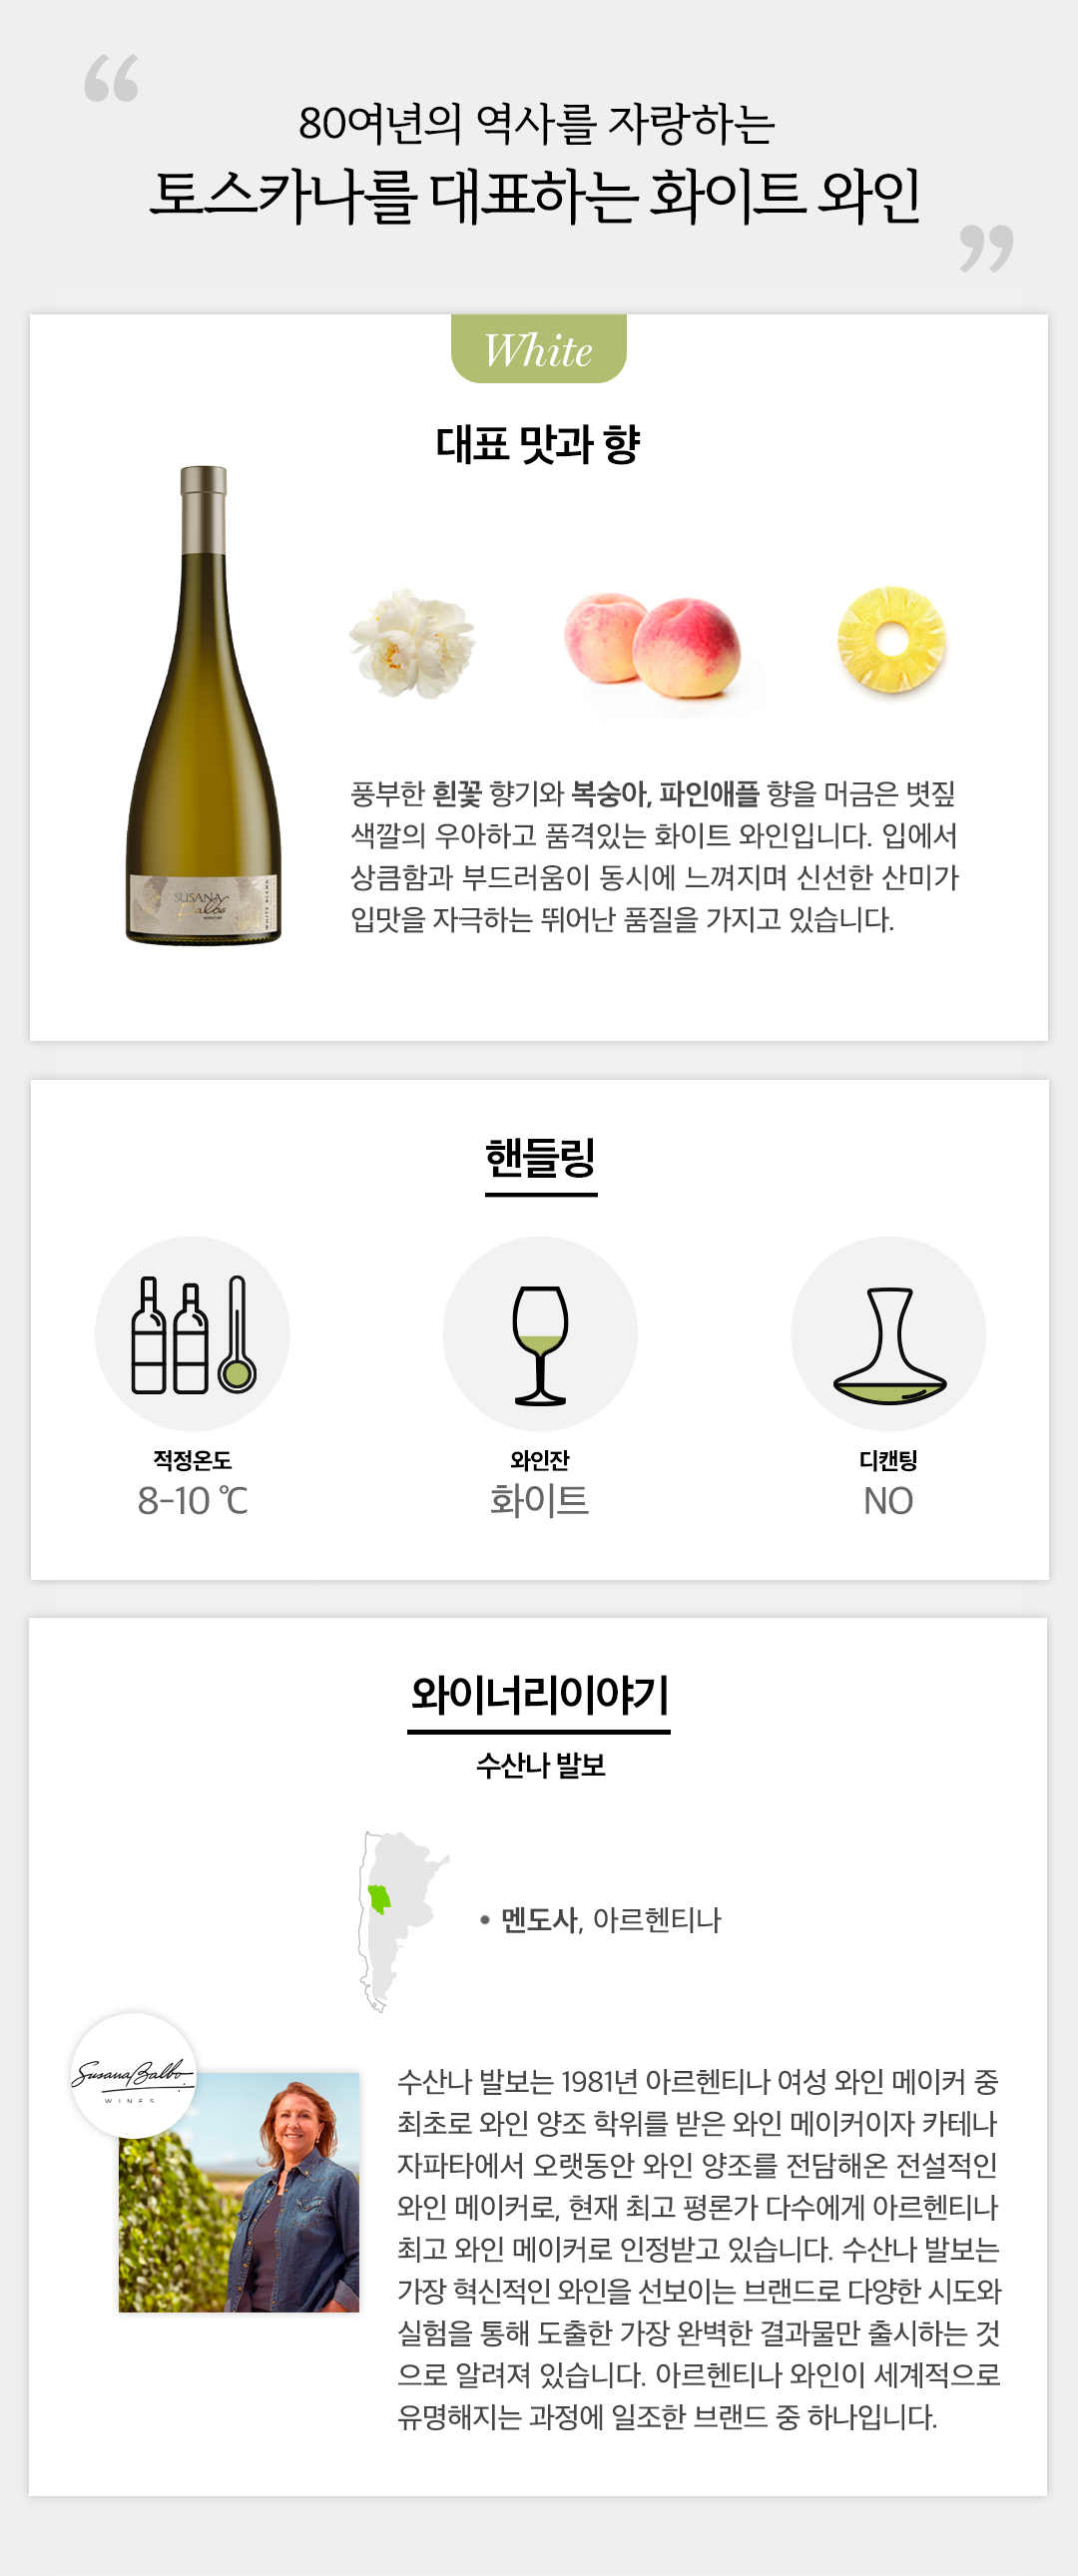 “
80여년의 역사를 자랑하는
토스카나를 대표하는 화이트 와인
”
White
대표 맛과 향
SUSANA
Balbo
WHITE BLEND
풍부한 흰꽃 향기와 복숭아, 파인애플 향을 머금은 볏짚
색깔의 우아하고 품격있는 화이트 와인입니다. 입에서
상큼함과 부드러움이 동시에 느껴지며 신선한 산미가
입맛을 자극하는 뛰어난 품질을 가지고 있습니다.
핸들링
적정온도
8-10 ℃
와인잔
화이트
디캔팅
NO
와이너리이야기
수산나 발보
• 멘도사, 아르헨티나
Susana Balbo
WINES
수산나 발보는 1981년 아르헨티나 여성 와인 메이커 중
최초로 와인 양조 학위를 받은 와인 메이커이자 카테나
자파타에서 오랫동안 와인 양조를 전담해온 전설적인
와인 메이커로, 현재 최고 평론가 다수에게 아르헨티나
최고 와인 메이커로 인정받고 있습니다. 수산나 발보는
가장 혁신적인 와인을 선보이는 브랜드로 다양한 시도와
실험을 통해 도출한 가장 완벽한 결과물만 출시하는 것
으로 알려져 있습니다. 아르헨티나 와인이 세계적으로
유명해지는 과정에 일조한 브랜드 중 하나입니다.